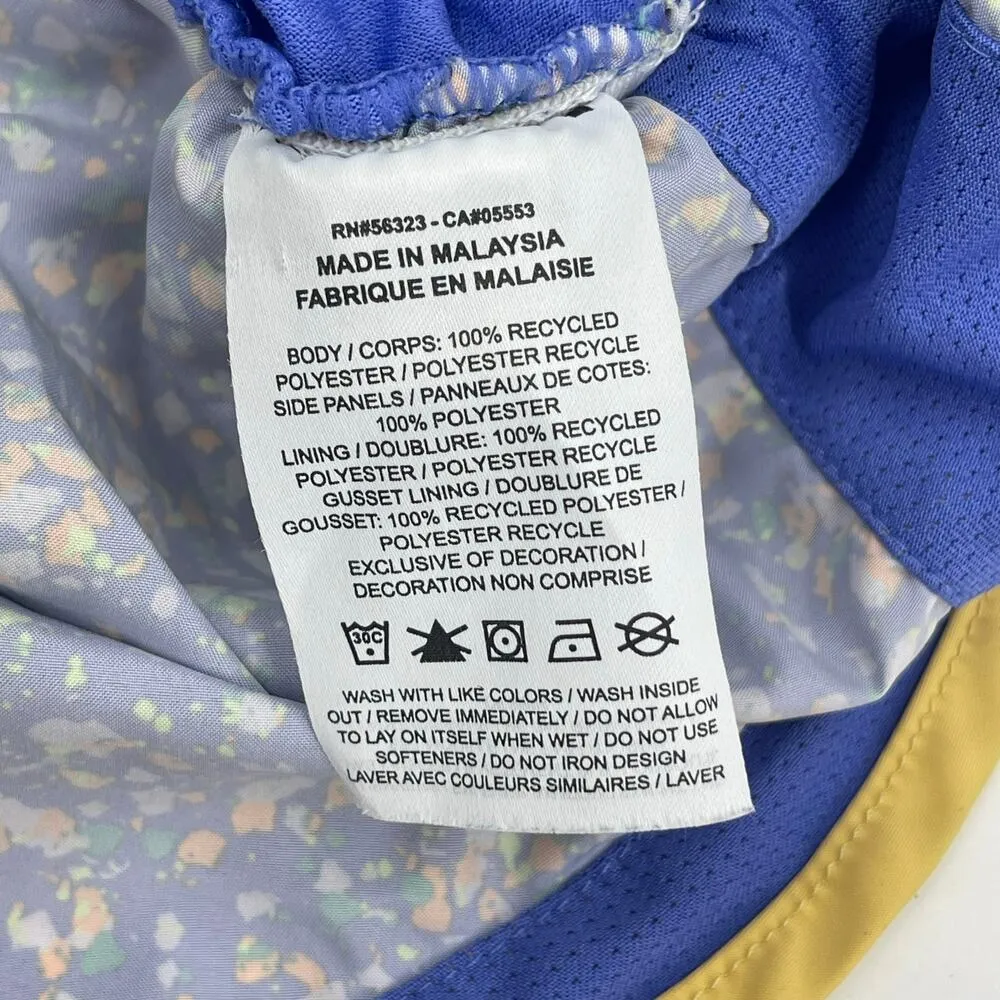 RN#56323 - CA#05553
MADE IN MALAYSIA
FABRIQUE EN MALAISIE
BODY / CORPS: 100% RECYCLED
POLYESTER / POLYESTER RECYCLE
SIDE PANELS / PANNEAUX DE COTES:
100% POLYESTER
LINING / DOUBLURE: 100% RECYCLED
POLYESTER / POLYESTER RECYCLE
GUSSET LINING / DOUBLURE DE
GOUSSET: 100% RECYCLED POLYESTER /
POLYESTER RECYCLE
EXCLUSIVE OF DECORATION /
DECORATION NON COMPRISE
30C
WASH WITH LIKE COLORS / WASH INSIDE
OUT / REMOVE IMMEDIATELY / DO NOT ALLOW
TO LAY ON ITSELF WHEN WET / DO NOT USE
SOFTENERS / DO NOT IRON DESIGN
LAVER AVEC COULEURS SIMILAIRES / LAVER